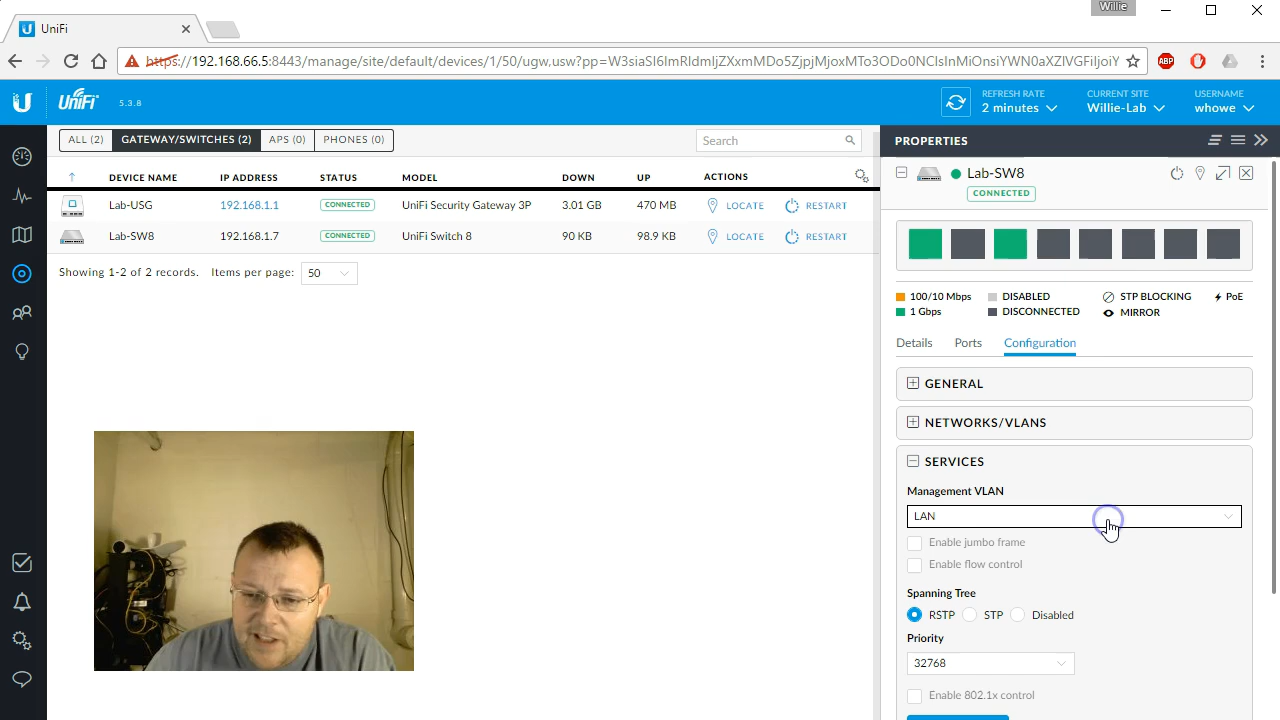 Willie
UniFi
https://192.168.66.5:8443/manage/site/default/devices/1/50/ugw,usw?pp=
UniFi 5.3.8
REFRESH RATE
2 minutes
CURRENT SITE
Willie-Lab
USERNAME
whowe
ALL (2) GATEWAY/SWITCHES (2) APS (0) PHONES (0)
Search
DEVICE NAME IP ADDRESS STATUS MODEL DOWN UP ACTIONS
Lab-USG 192.168.1.1 CONNECTED UniFi Security Gateway 3P 3.01 GB 470 MB LOCATE RESTART
Lab-SW8 192.168.1.7 CONNECTED UniFi Switch 8 90 KB 98.9 KB LOCATE RESTART
Showing 1-2 of 2 records. Items per page: 50
PROPERTIES
Lab-SW8
CONNECTED
100/10 Mbps DISABLED STP BLOCKING PoE
1 Gbps DISCONNECTED MIRROR
Details Ports Configuration
GENERAL
NETWORKS/VLANS
SERVICES
Management VLAN
LAN
Enable jumbo frame
Enable flow control
Spanning Tree
RSTP STP Disabled
Priority
32768
Enable 802.1x control